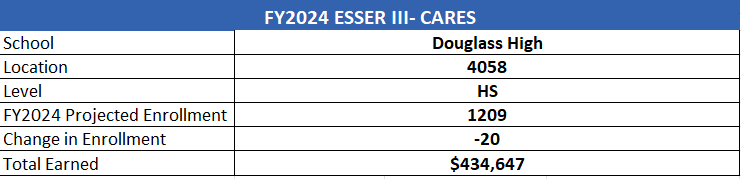 FY2024 ESSER III- CARES
School Douglass High
Location 4058
Level HS
FY2024 Projected Enrollment 1209
Change in Enrollment -20
Total Earned $434,647